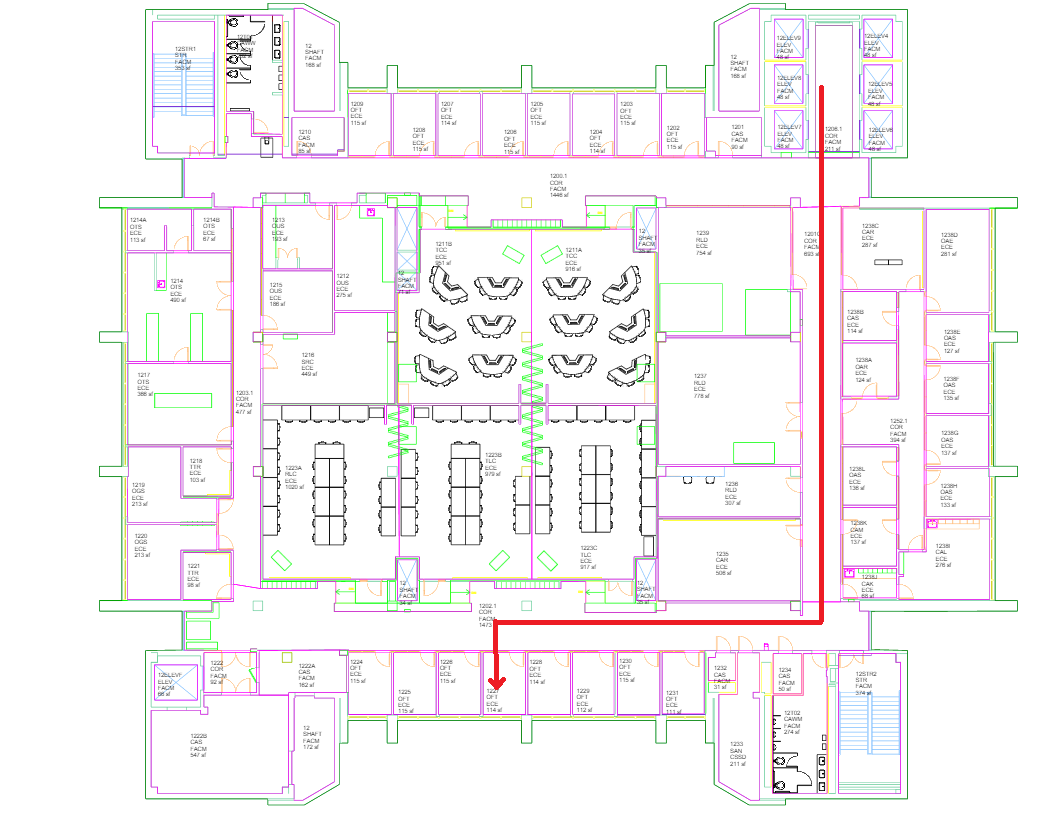 12STR1
STR
FACM
353 sf
12
SHAFT
FACM
168 sf
12
SHAFT
FACM
168 sf
12ELEV9
ELEV
FACM
48 sf
12ELEV4
ELEV
FACM
48 sf
12ELEV8
ELEV
FACM
48 sf
12ELEV5
ELEV
FACM
48 sf
12ELEV7
ELEV
FACM
48 sf
12ELEV6
ELEV
FACM
48 sf
1206.1
COR
FACM
211 sf
1210
CAS
FACM
85 sf
1209
OFT
ECE
115 sf
1208
OFT
ECE
115 sf
1207
OFT
ECE
114 sf
1206
OFT
ECE
115 sf
1205
OFT
ECE
115 sf
1204
OFT
ECE
114 sf
1203
OFT
ECE
115 sf
1202
OFT
ECE
115 sf
1201
CAS
FACM
90 sf
1200.1
COR
FACM
1446 sf
1214A
OTS
ECE
113 sf
1214B
OTS
ECE
67 sf
1213
OUS
ECE
193 sf
1211B
TCC
ECE
951 sf
1211A
TCC
ECE
916 sf
12
SHAFT
FACM
1239
RLD
ECE
754 sf
COR
FACM
693 sf
1238C
OAR
ECE
287 sf
1238D
OAE
ECE
281 sf
1214
OTS
ECE
490 sf
1215
OUS
ECE
186 sf
1212
OUS
ECE
275 sf
12
SHAFT
FACM
1238B
CAS
ECE
114 sf
1238E
OAS
ECE
127 sf
1216
SRC
ECE
449 sf
1238A
OAR
ECE
124 sf
1217
OTS
ECE
366 sf
1203.1
COR
FACM
477 sf
1237
RLD
ECE
778 sf
1238F
OAS
ECE
135 sf
1252.1
COR
FACM
394 sf
1238G
OAS
ECE
137 sf
1218
TTR
ECE
103 sf
1219
OGS
ECE
213 sf
1223A
RLC
ECE
1020 sf
1223B
TLC
ECE
979 sf
1236
RLD
ECE
307 sf
1238L
OAS
ECE
136 sf
1238H
OAS
ECE
133 sf
1220
OGS
ECE
213 sf
1221
TTR
ECE
98 sf
1223C
TLC
ECE
917 sf
1235
CAR
ECE
508 sf
1238K
CAM
ECE
137 sf
1238I
CAL
ECE
276 sf
1238J
CAK
ECE
68 sf
12
SHAFT
FACM
34 sf
12
SHAFT
FACM
35 sf
1202.1
COR
FACM
1473
12ELEVF
ELEV
FACM
66 sf
1222
COR
FACM
92 sf
1222A
CAS
FACM
162 sf
1224
OFT
ECE
115 sf
1225
OFT
ECE
115 sf
1226
OFT
ECE
115 sf
1227
OFT
ECE
114 sf
1228
OFT
ECE
114 sf
1229
OFT
ECE
112 sf
1230
OFT
ECE
115 sf
1231
OFT
ECE
111 sf
1232
CAS
FACM
31 sf
1234
CAS
FACM
50 sf
12STR2
STR
FACM
374 sf
1222B
CAS
FACM
547 sf
12
SHAFT
FACM
172 sf
1233
SAN
CSSD
211 sf
12102
CAWM
FACM
274 sf